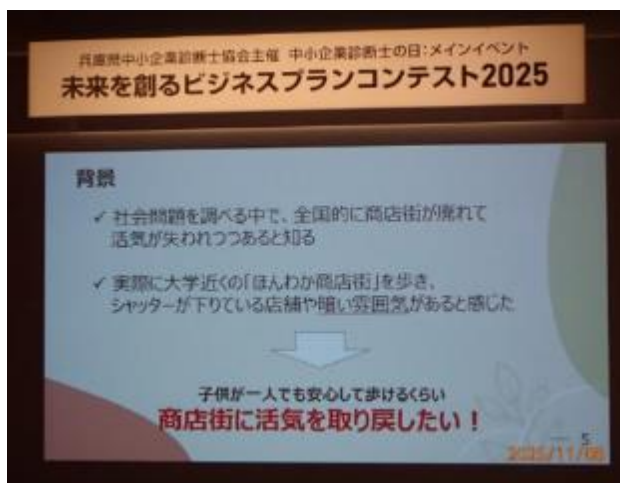 兵庫県中小企業診断士協会主催 中小企業診断士の日:メインイベント
未来を創るビジネスプランコンテスト2025
背景
✓ 社会問題を調べる中で、全国的に商店街が廃れて
活気が失われつつあると知る
✓ 実際に大学近くの「ほんわか商店街」を歩き、
シャッターが下りている店舗や暗い雰囲気があると感じた
子供が一人でも安心して歩けるくらい
商店街に活気を取り戻したい！
5
2025/11/08